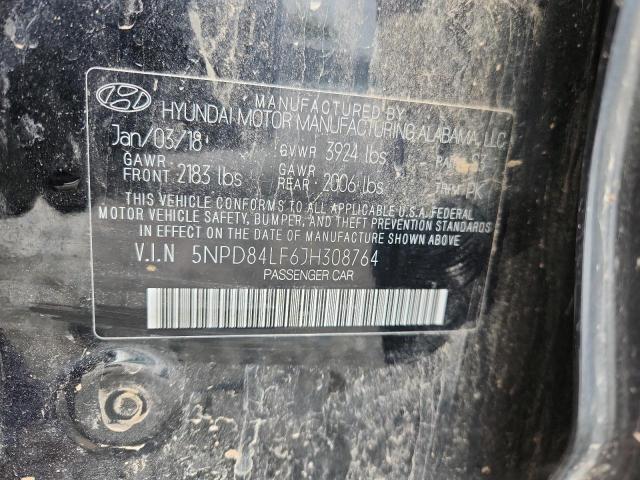 MANUFACTURED BY
HYUNDAI MOTOR MANUFACTURING ALABAMA, LLC
Jan/03/18 GVWR 3924 lbs
GAWR FRONT 2183 lbs GAWR REAR 2006 lbs TRIM
THIS VEHICLE CONFORMS TO ALL APPLICABLE U.S.A. FEDERAL
MOTOR VEHICLE SAFETY, BUMPER, AND THEFT PREVENTION STANDARDS
IN EFFECT ON THE DATE OF MANUFACTURE SHOWN ABOVE.
V.I.N 5NPD84LF6JH308764
PASSENGER CAR